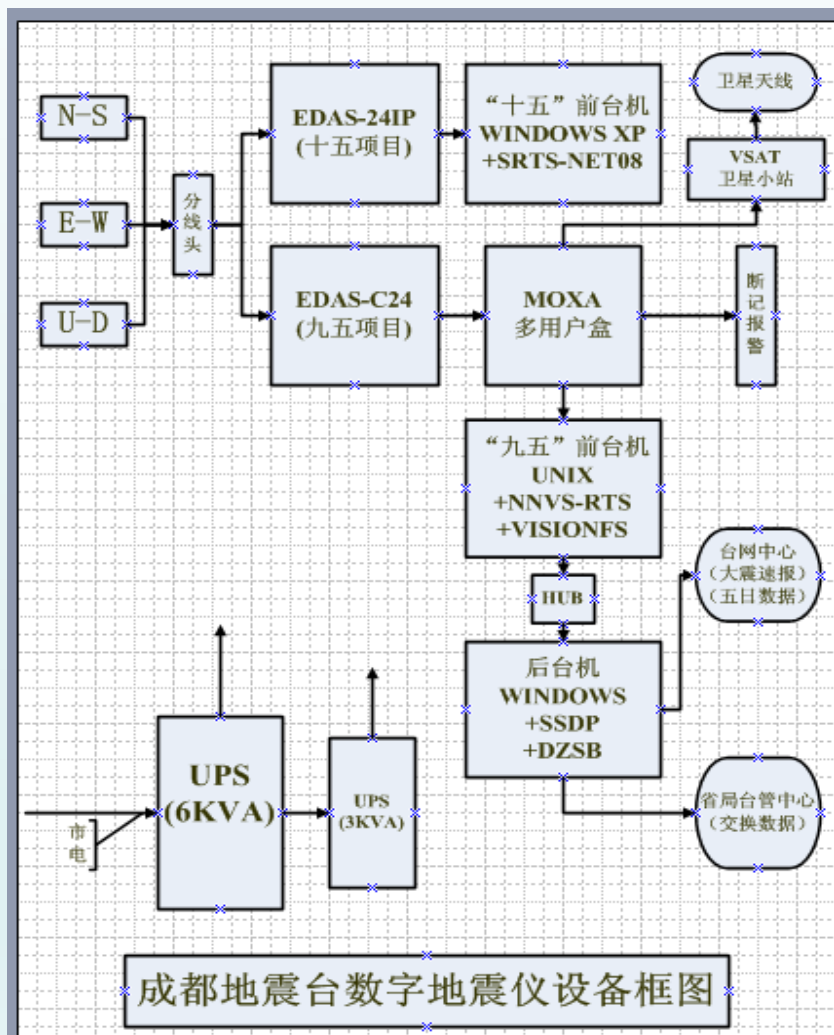 N-S
E-W
U-D
分
线
头
EDAS-24IP
(十五项目)
“十五”前台机
WINDOWS XP
+SRTS-NET08
卫星天线
VSAT
卫星小站
EDAS-C24
(九五项目)
MOXA
多用户盒
断
记
报
警
“九五”前台机
UNIX
+NNVS-RTS
+VISIONFS
HUB
台网中心
(大震速报)
(五日数据)
后台机
WINDOWS
+SSDP
+DZSB
省局台管中心
(交换数据)
UPS
(6KVA)
UPS
(3KVA)
市
电
成都地震台数字地震仪设备框图